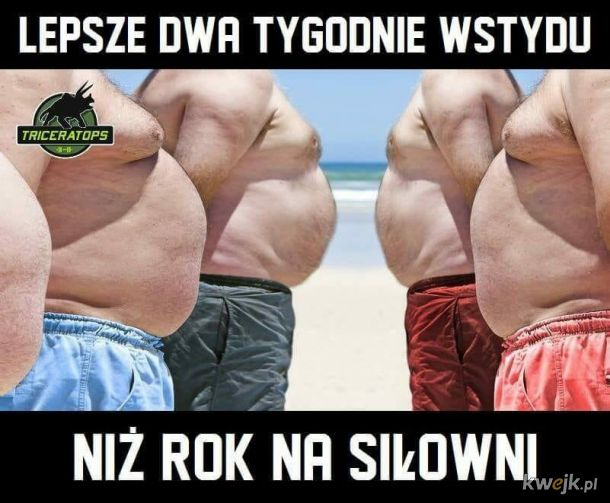 LEPSZE DWA TYGODNIE WSTYDU
TRICERATOPS
NIŻ ROK NA SIŁOWNI
kwejk.pl